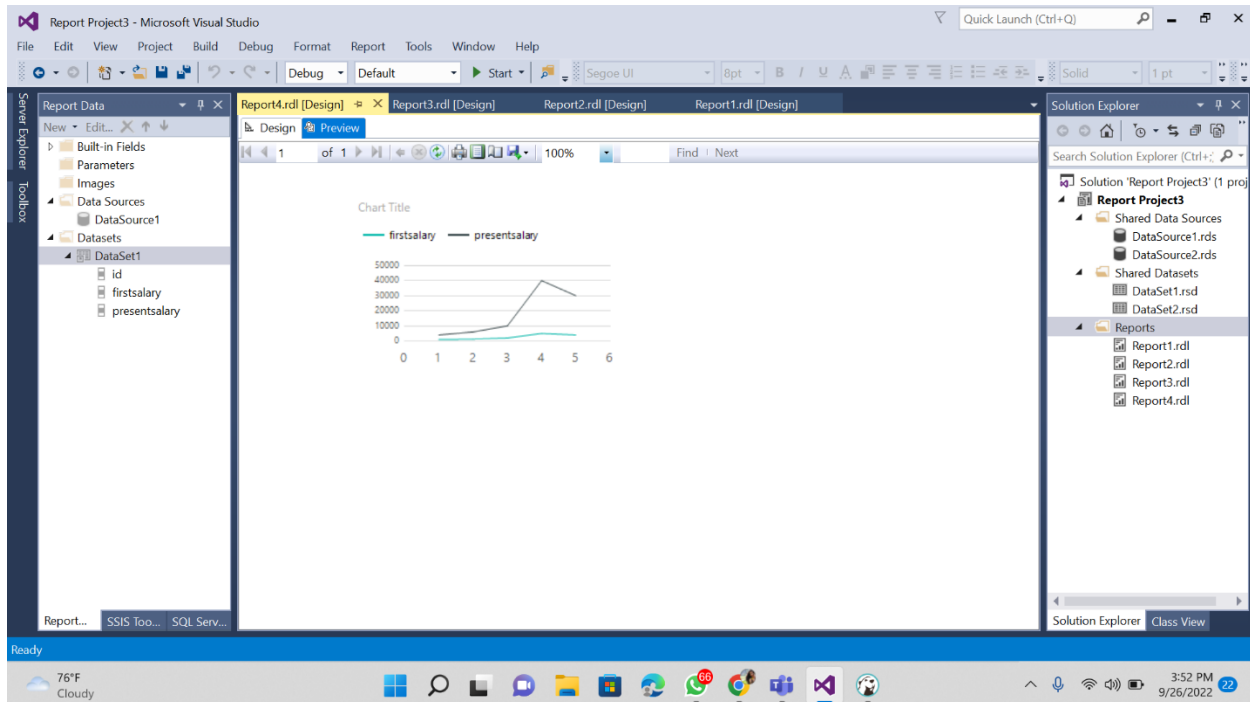 Report Project3 - Microsoft Visual Studio
Quick Launch (Ctrl+Q)
File Edit View Project Build Debug Format Report Tools Window Help
Debug Default Start Segoe UI 8pt B I U A Solid 1 pt
Server Explorer
Toolbox
Report Data
New Edit...
Built-in Fields
Parameters
Images
Data Sources
DataSource1
Datasets
DataSet1
id
firstsalary
presentsalary
Report... SSIS Too... SQL Serv...
Report4.rdl [Design] Report3.rdl [Design] Report2.rdl [Design] Report1.rdl [Design]
Design Preview
1 of 1 100% Find Next
Chart Title
firstsalary presentsalary
50000
40000
30000
20000
10000
0
0 1 2 3 4 5 6
Solution Explorer
Search Solution Explorer (Ctrl+;
Solution 'Report Project3' (1 proj
Report Project3
Shared Data Sources
DataSource1.rds
DataSource2.rds
Shared Datasets
DataSet1.rsd
DataSet2.rsd
Reports
Report1.rdl
Report2.rdl
Report3.rdl
Report4.rdl
Solution Explorer Class View
Ready
76°F
Cloudy
66
3:52 PM
9/26/2022
22